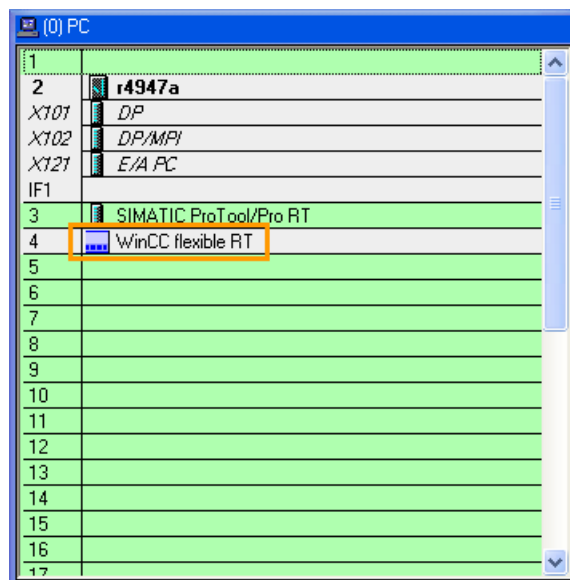 (0) PC
1
2 r4947a
X101 DP
X102 DP/MPI
X121 E/A PC
IF1
3 SIMATIC ProTool/Pro RT
4 WinCC flexible RT
5
6
7
8
9
10
11
12
13
14
15
16
17